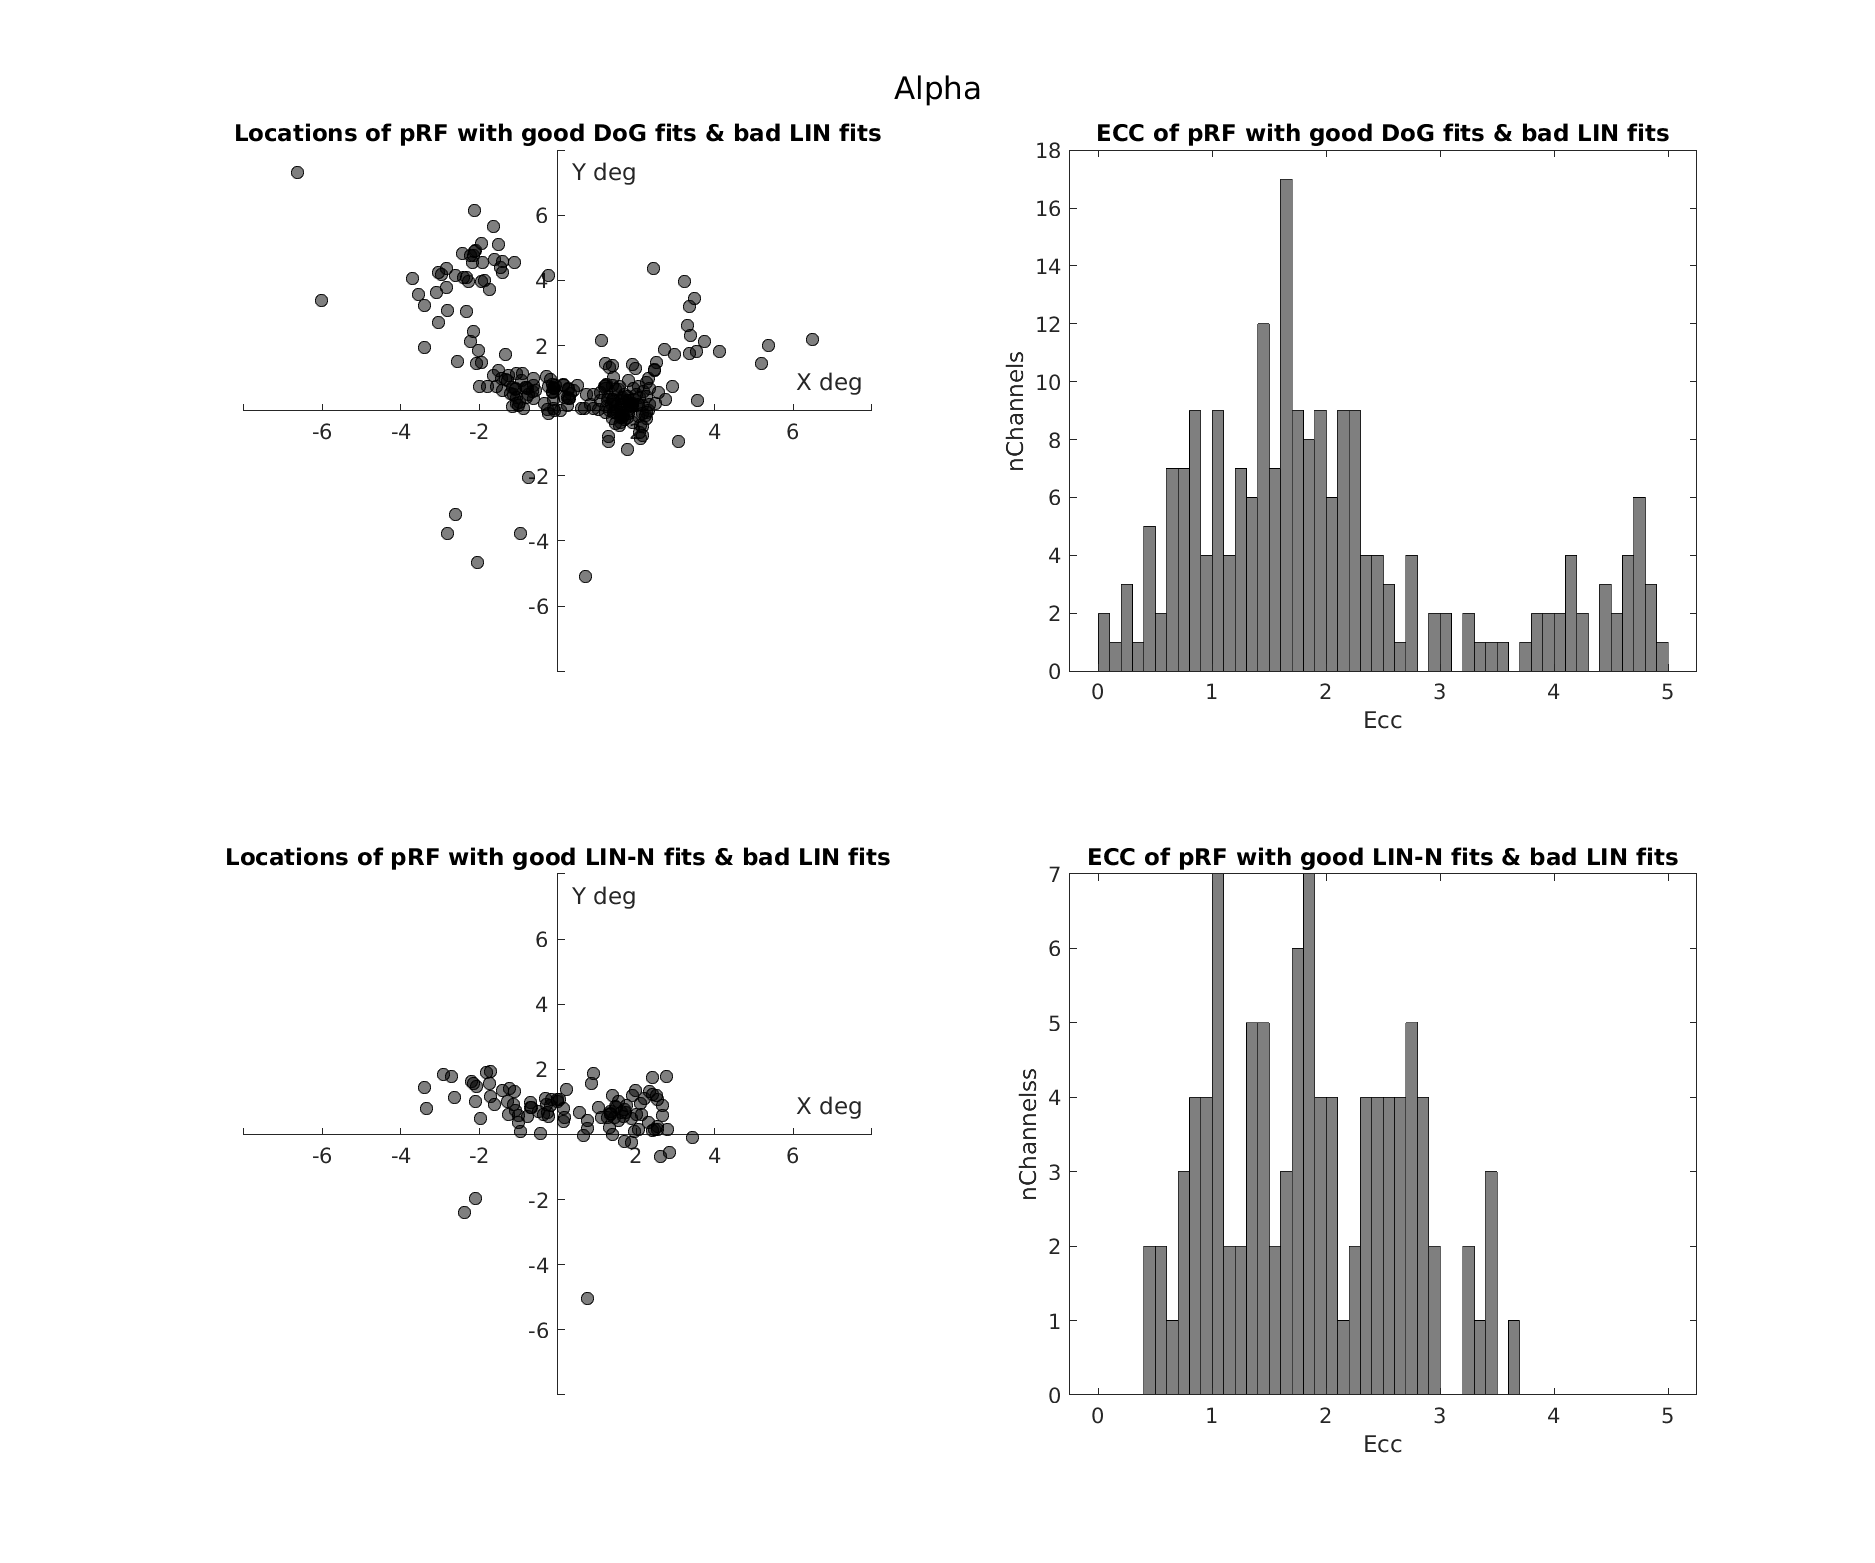 Alpha
Locations of pRF with good DoG fits & bad LIN fits
Y deg
6
4
2
X deg
-6 -4 -2 2 4 6
-2
-4
-6
ECC of pRF with good DoG fits & bad LIN fits
18
16
14
12
10
8
6
4
2
0
nChannels
0 1 2 3 4 5
Ecc
Locations of pRF with good LIN-N fits & bad LIN fits
Y deg
6
4
2
X deg
-6 -4 -2 2 4 6
-2
-4
-6
ECC of pRF with good LIN-N fits & bad LIN fits
7
6
5
4
3
2
1
0
nChannelss
0 1 2 3 4 5
Ecc